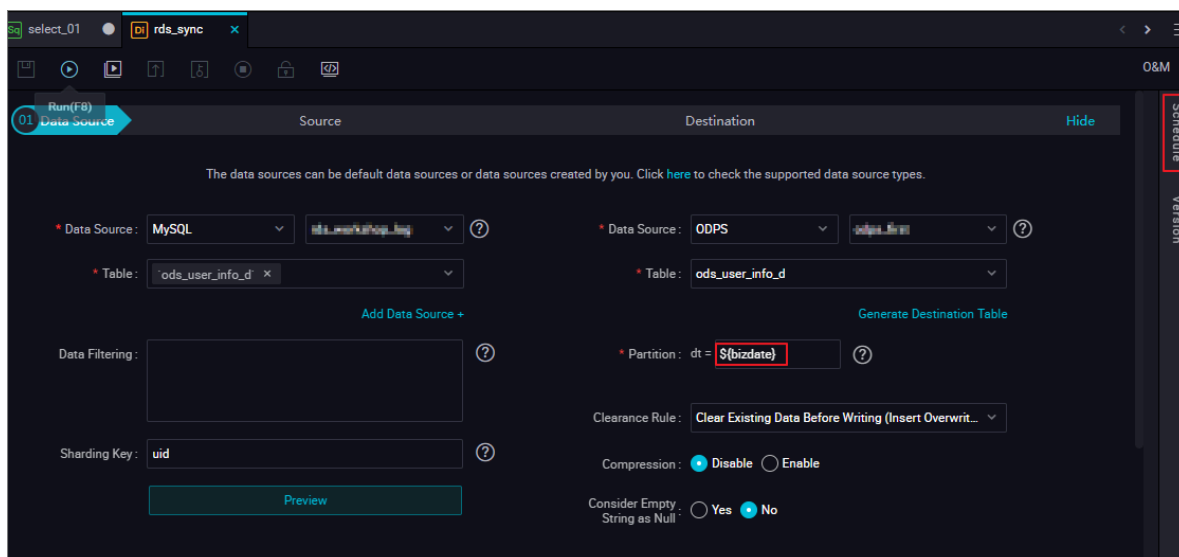 Sq select_01 Di rds_sync ×
O&M
Run(F8)
01 Data Source Source Destination Hide
The data sources can be default data sources or data sources created by you. Click here to check the supported data source types.
* Data Source : MySQL ? * Data Source : ODPS ?
* Table : `ods_user_info_d` × * Table : ods_user_info_d
Add Data Source + Generate Destination Table
Data Filtering : ? * Partition : dt = ${bizdate} ?
Clearance Rule : Clear Existing Data Before Writing (Insert Overwrit...
Sharding Key : uid ? Compression : Disable Enable
Preview Consider Empty String as Null : Yes No
Schedule
Version